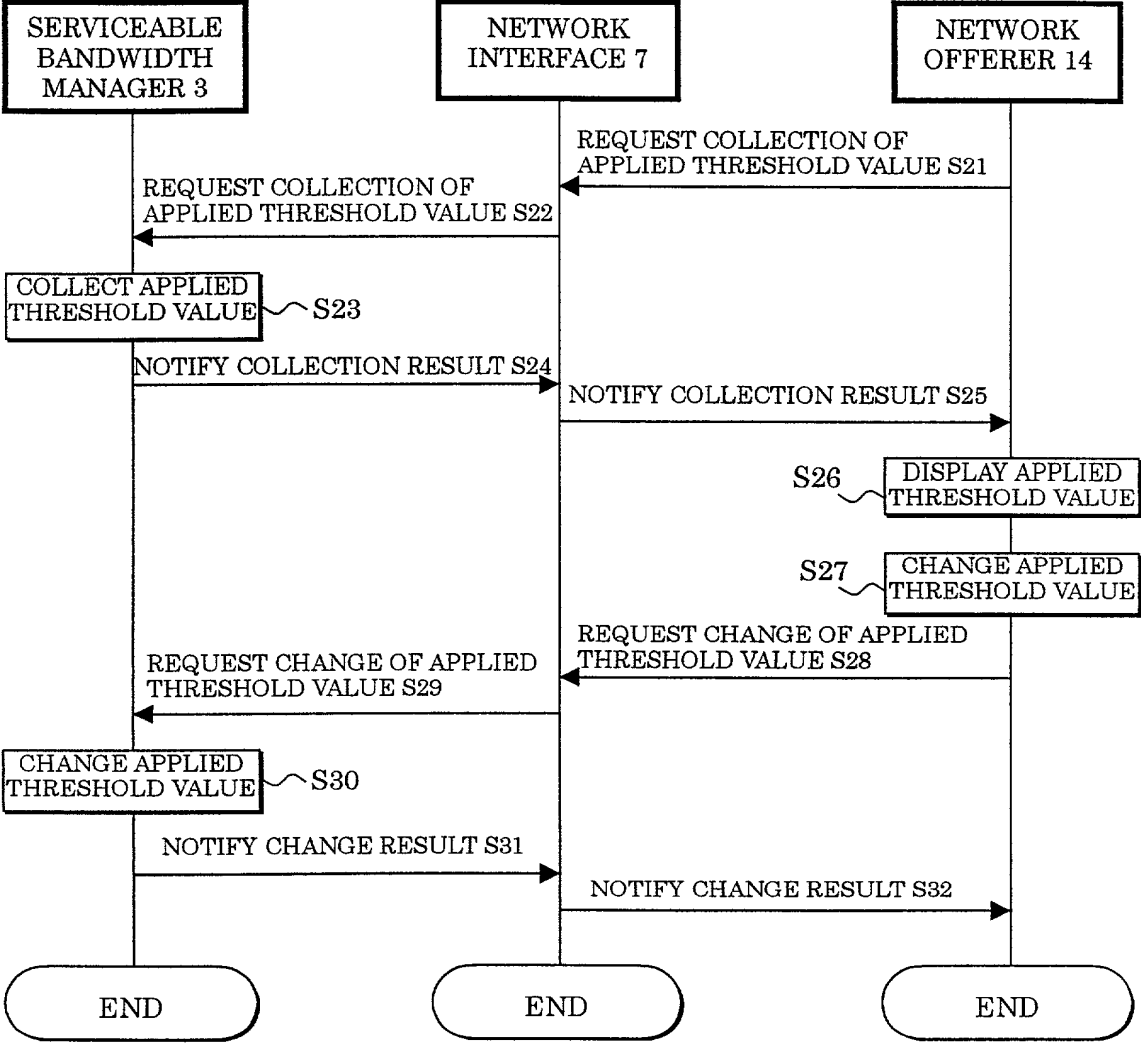 SERVICEABLE
BANDWIDTH
MANAGER 3
NETWORK
INTERFACE 7
NETWORK
OFFERER 14
REQUEST COLLECTION OF
APPLIED THRESHOLD VALUE S21
REQUEST COLLECTION OF
APPLIED THRESHOLD VALUE S22
COLLECT APPLIED
THRESHOLD VALUE
S23
NOTIFY COLLECTION RESULT S24
NOTIFY COLLECTION RESULT S25
S26
DISPLAY APPLIED
THRESHOLD VALUE
S27
CHANGE APPLIED
THRESHOLD VALUE
REQUEST CHANGE OF APPLIED
THRESHOLD VALUE S28
REQUEST CHANGE OF APPLIED
THRESHOLD VALUE S29
CHANGE APPLIED
THRESHOLD VALUE
S30
NOTIFY CHANGE RESULT S31
NOTIFY CHANGE RESULT S32
END
END
END